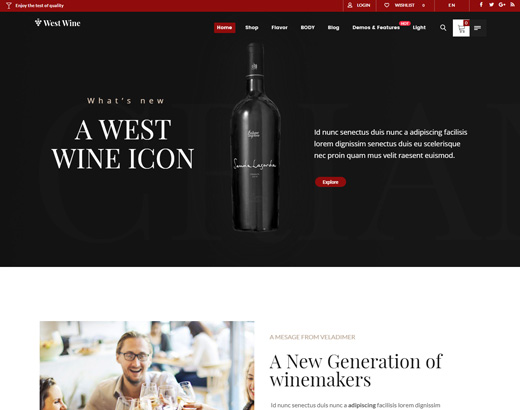 Enjoy the test of quality
LOGIN
WISHLIST 0
EN
West Wine
Home Shop Flavor BODY Blog Demos & Features HOT Light
0
What's new
A WEST
WINE ICON
Id nunc senectus duis nunc a adipiscing facilisis
lorem dignissim senectus duis eu scelerisque
nec proin quam mus velit raesent euismod.
Explore
A MESAGE FROM VELADIMER
A New Generation of
winemakers
Id nunc senectus duis nunc a adipiscing facilisis lorem dignissim